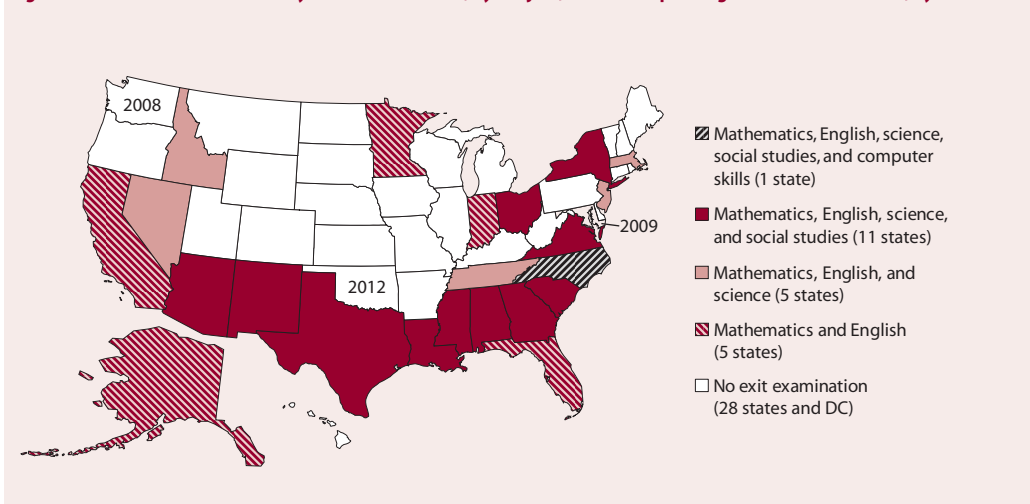 2008
2012
2009
Mathematics, English, science,
social studies, and computer
skills (1 state)
Mathematics, English, science,
and social studies (11 states)
Mathematics, English, and
science (5 states)
Mathematics and English
(5 states)
No exit examination
(28 states and DC)